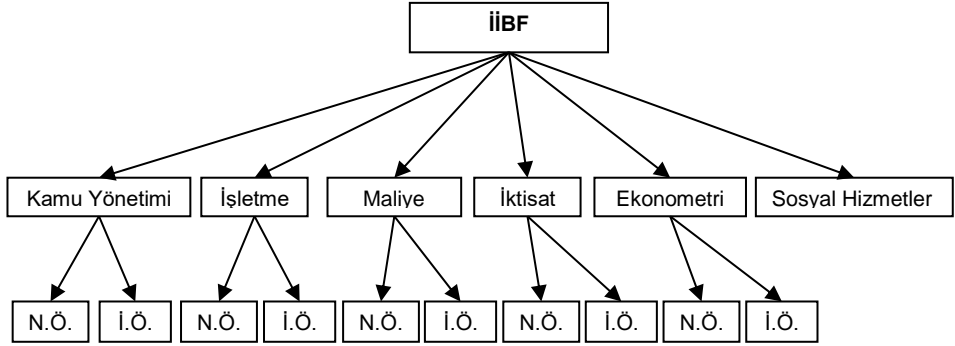 İİBF
Kamu Yönetimi İşletme Maliye İktisat Ekonometri Sosyal Hizmetler
N.Ö. İ.Ö. N.Ö. İ.Ö. N.Ö. İ.Ö. N.Ö. İ.Ö. N.Ö. İ.Ö.